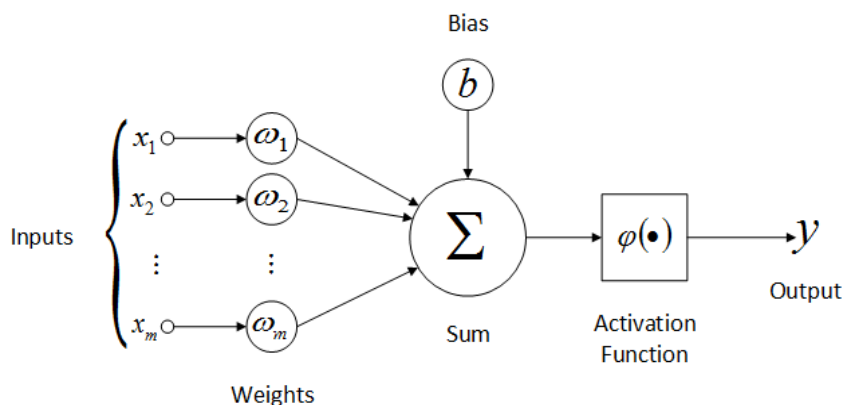 Bias
b
x₁ ω₁
x₂ ω₂
Inputs
⋮ ⋮
Σ
φ(•)
y
Output
xₘ ωₘ
Sum
Activation
Function
Weights